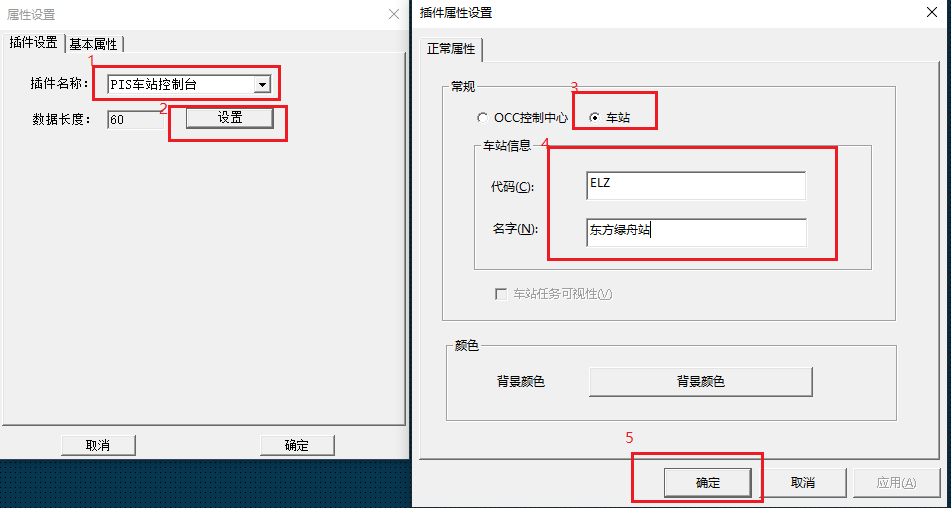 属性设置
插件设置 基本属性
1
插件名称： PIS车站控制台
2
数据长度： 60 设置
取消 确定
插件属性设置
正常属性
常规
3
OCC控制中心 车站
车站信息
4
代码(C): ELZ
名字(N): 东方绿舟站
车站任务可视性(V)
颜色
背景颜色 背景颜色
5
确定 取消 应用(A)